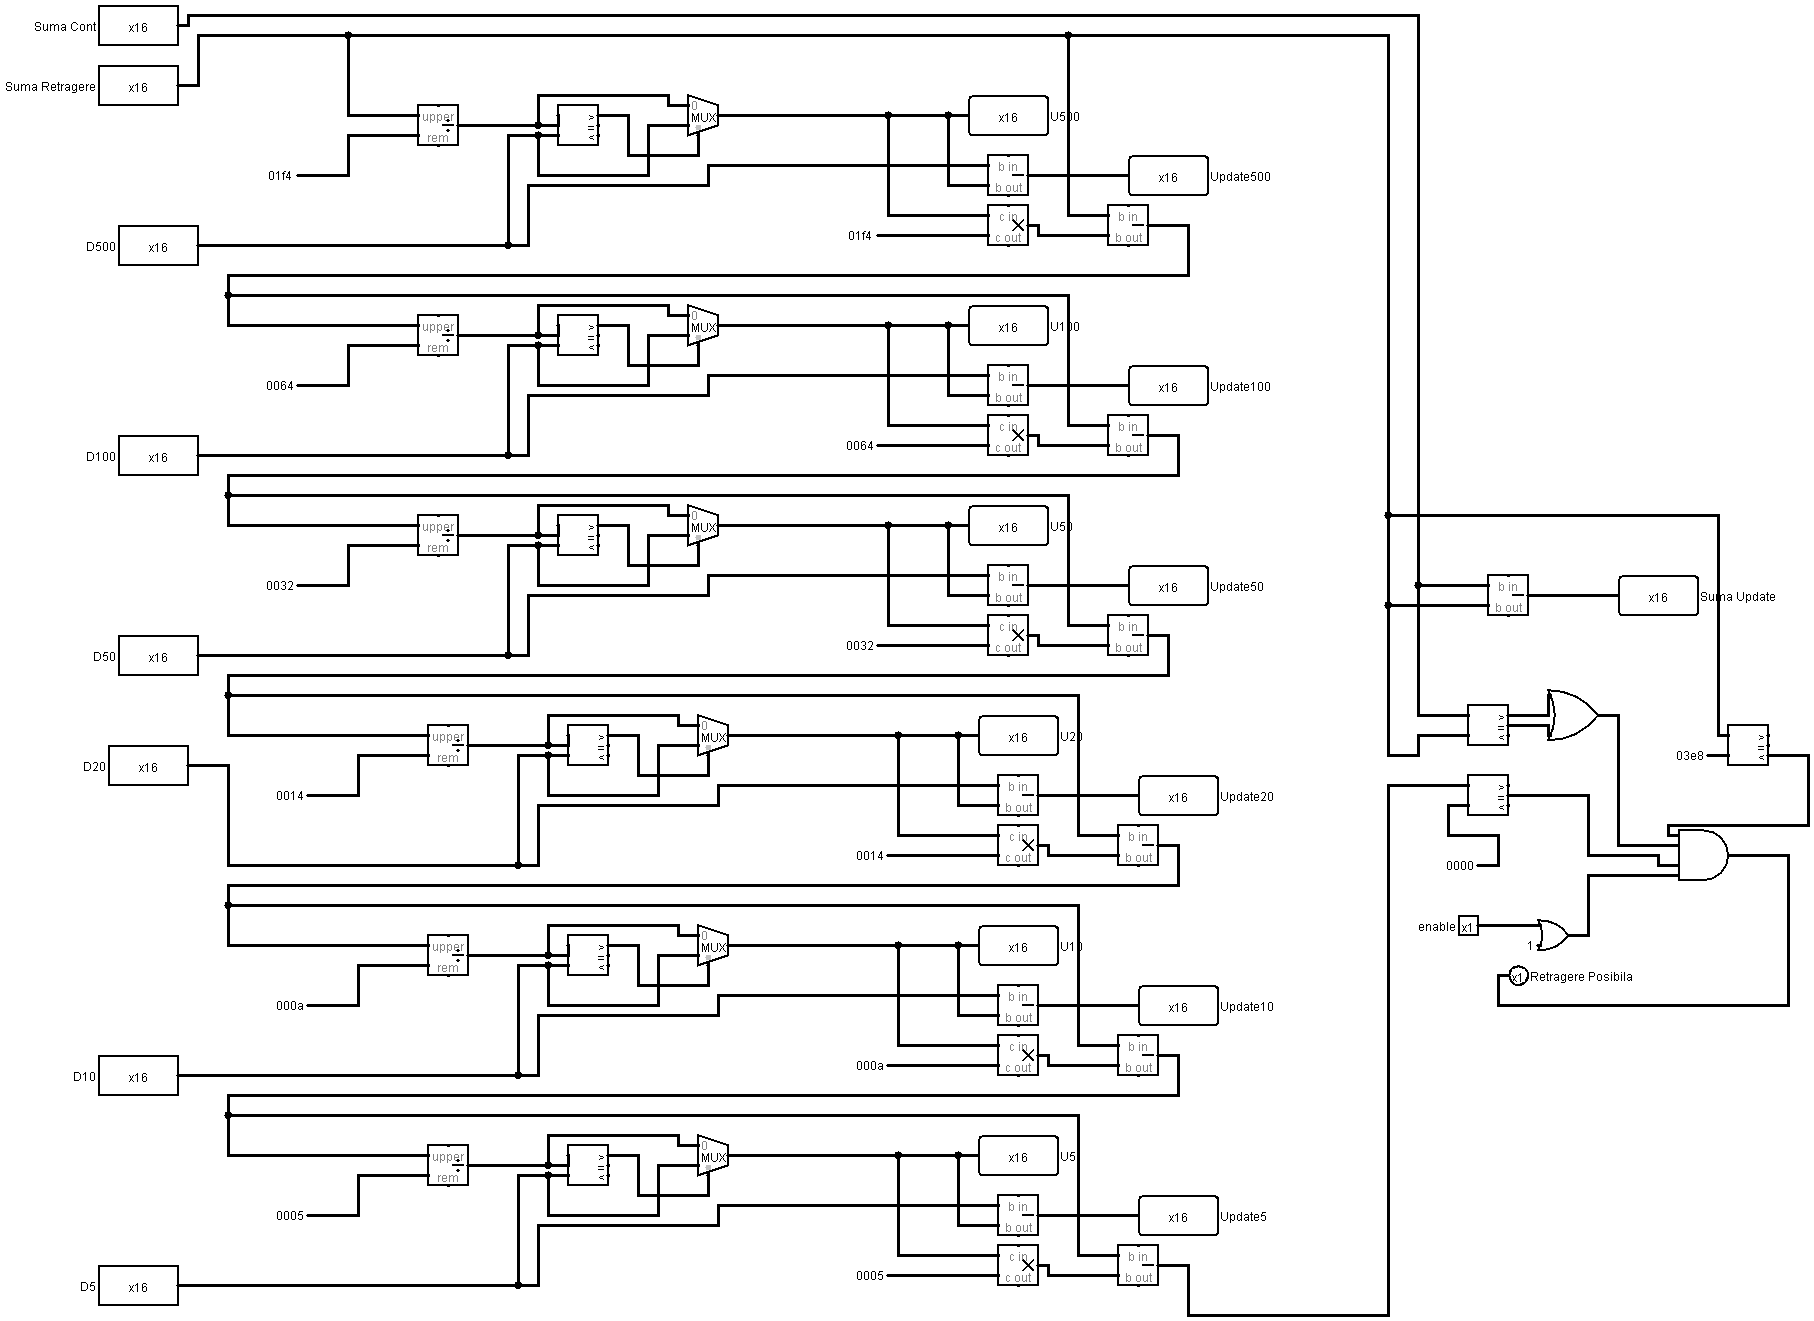 Suma Cont x16
Suma Retragere x16
upper
rem
0
MUX
x16 U500
01f4
b in
b out
x16 Update500
c in
c out
01f4
b in
b out
D500 x16
upper
rem
0
MUX
x16 U100
0064
b in
b out
x16 Update100
c in
c out
0064
b in
b out
D100 x16
upper
rem
0
MUX
x16 U50
0032
b in
b out
x16 Update50
c in
c out
0032
b in
b out
D50 x16
upper
rem
0
MUX
x16 U20
D20 x16
0014
b in
b out
x16 Update20
c in
c out
0014
b in
b out
upper
rem
0
MUX
x16 U10
000a
b in
b out
x16 Update10
c in
c out
000a
b in
b out
D10 x16
upper
rem
0
MUX
x16 U5
0005
b in
b out
x16 Update5
c in
c out
0005
b in
b out
D5 x16
b in
b out
x16 Suma Update
03e8
0000
enable x1
1
x1 Retragere Posibila